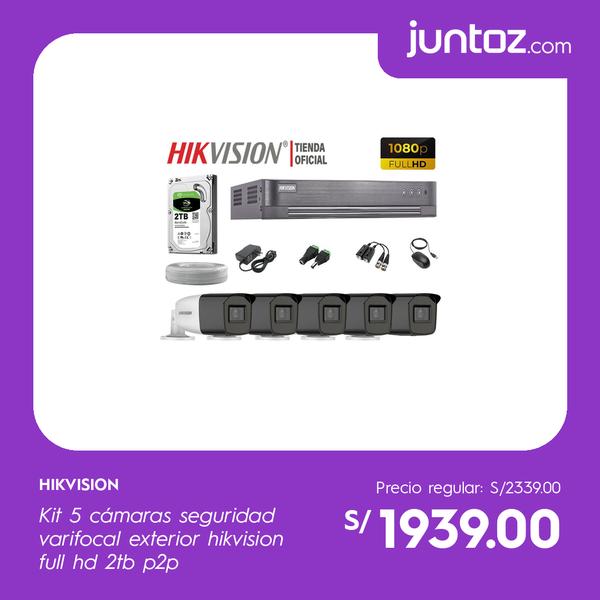 juntoz.com
HIKVISION® TIENDA OFICIAL
1080p
FULL HD
HIKVISION
2TB
HIKVISION
Precio regular: S/2339.00
Kit 5 cámaras seguridad
varifocal exterior hikvision
full hd 2tb p2p
S/ 1939.00